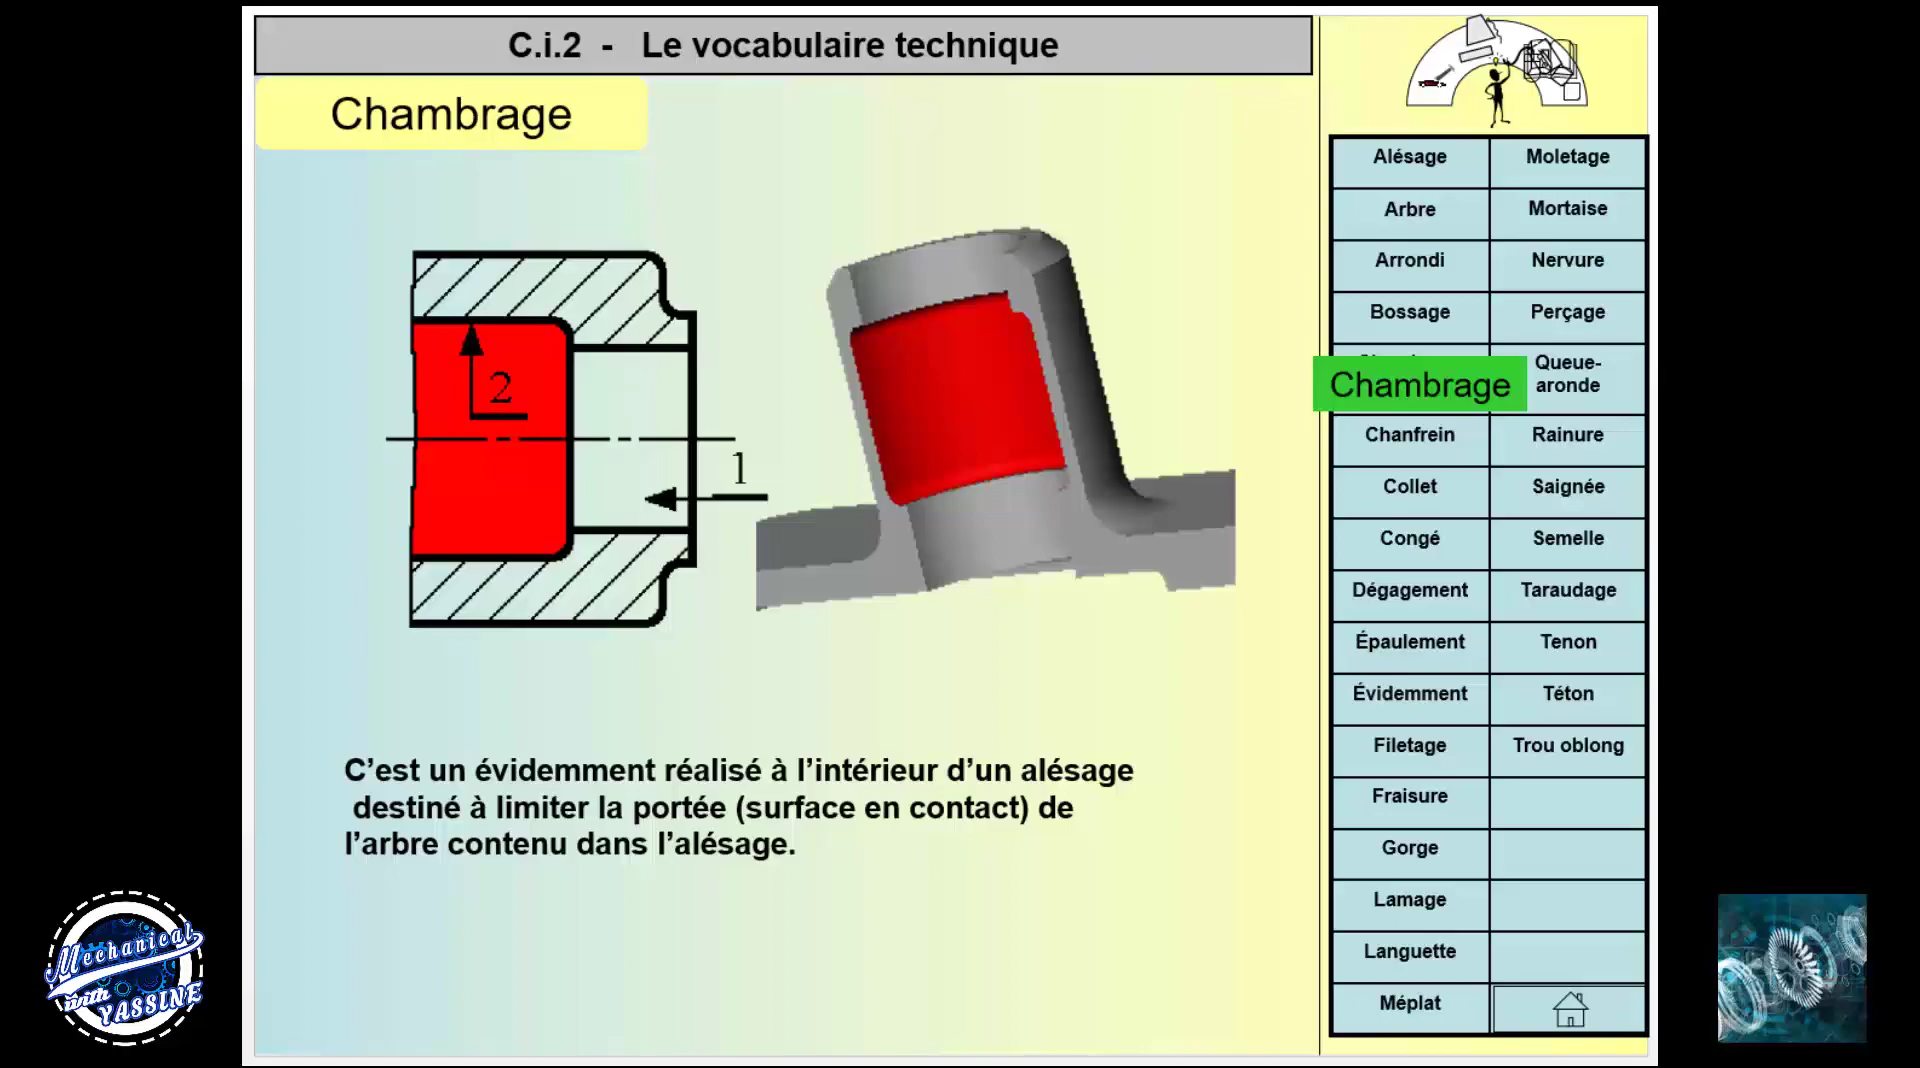 C.i.2 - Le vocabulaire technique
Chambrage
2
1
C’est un évidemment réalisé à l’intérieur d’un alésage
destiné à limiter la portée (surface en contact) de
l’arbre contenu dans l’alésage.
Alésage
Moletage
Arbre
Mortaise
Arrondi
Nervure
Bossage
Perçage
Chambrage
Queue-
aronde
Chanfrein
Rainure
Collet
Saignée
Congé
Semelle
Dégagement
Taraudage
Épaulement
Tenon
Évidemment
Téton
Filetage
Trou oblong
Fraisure
Gorge
Lamage
Languette
Méplat
Mechanical
with
YASSINE